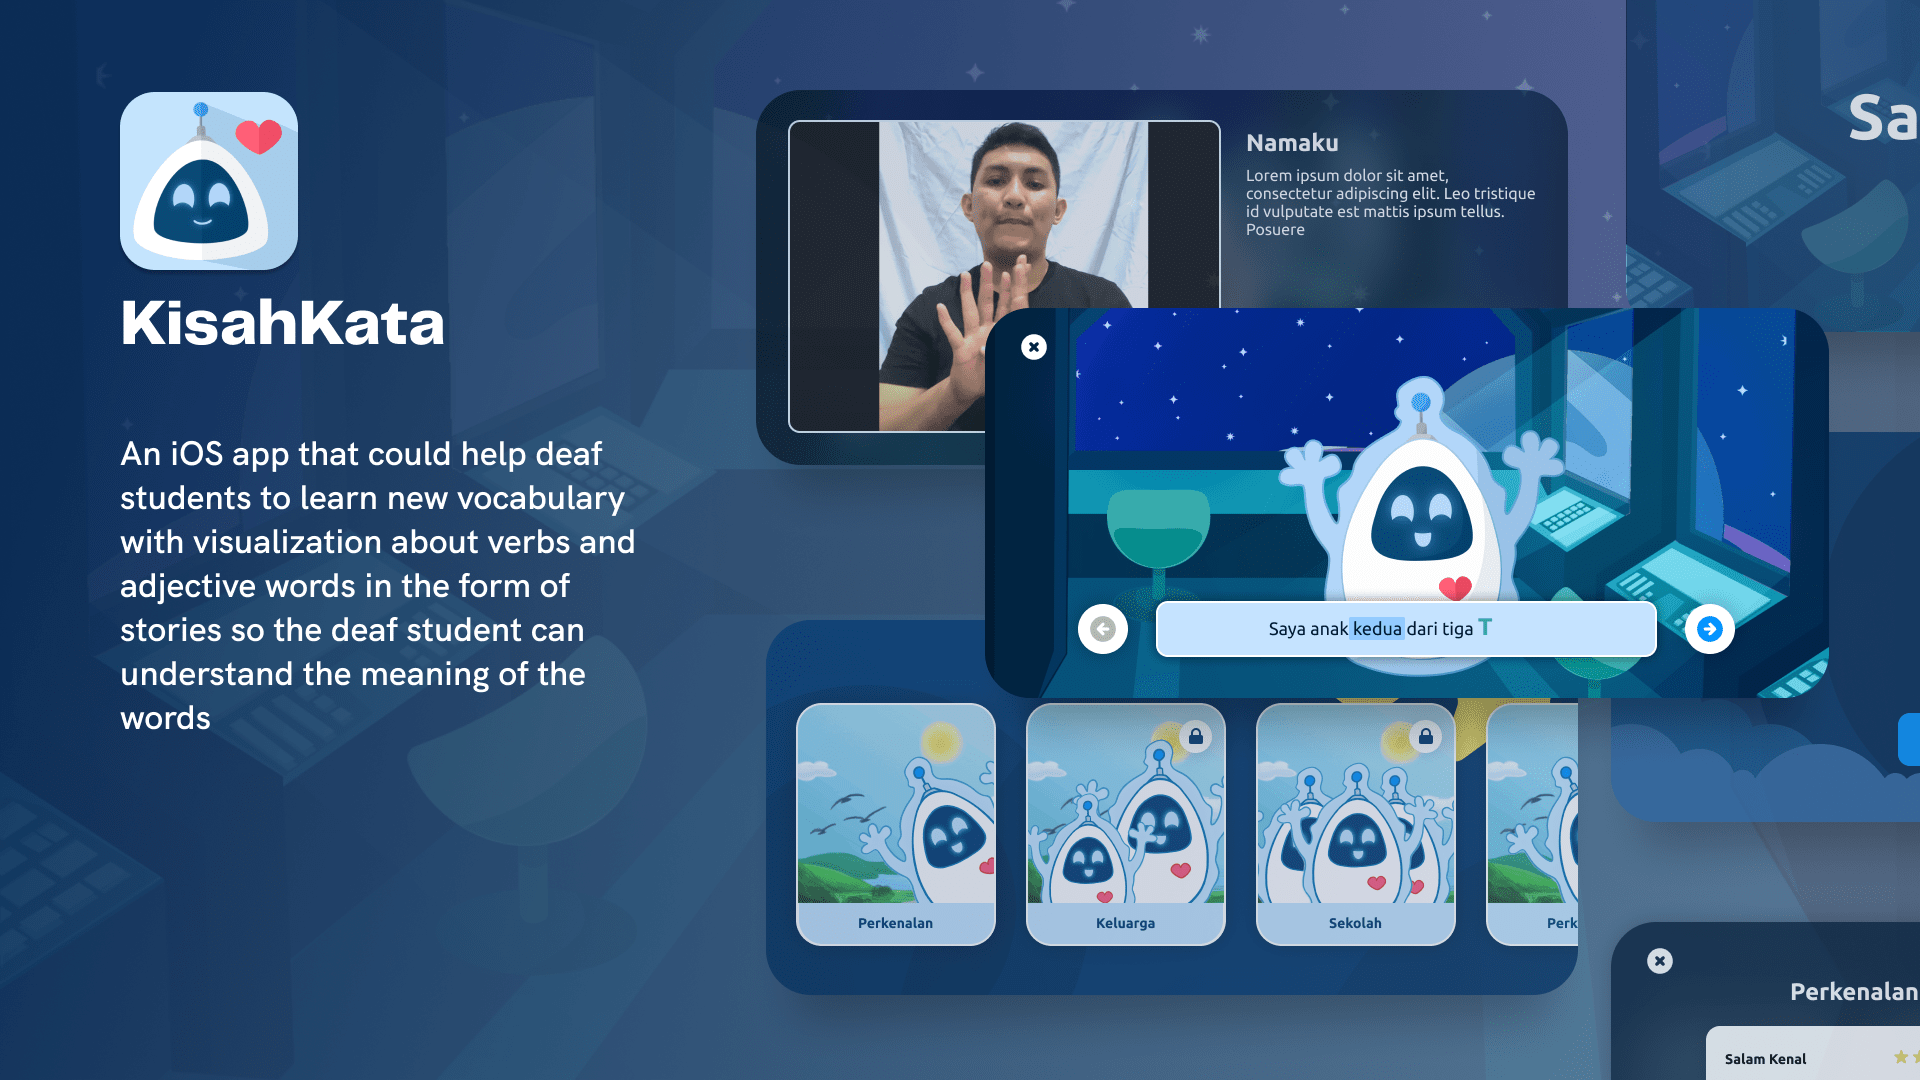 KisahKata
An iOS app that could help deaf
students to learn new vocabulary
with visualization about verbs and
adjective words in the form of
stories so the deaf student can
understand the meaning of the
words
Namaku
Lorem ipsum dolor sit amet,
consectetur adipiscing elit. Leo tristique
id vulputate est mattis ipsum tellus.
Posuere
Sa
Saya anak kedua dari tiga T
Perkenalan
Keluarga
Sekolah
Perk
Perkenalan
Salam Kenal